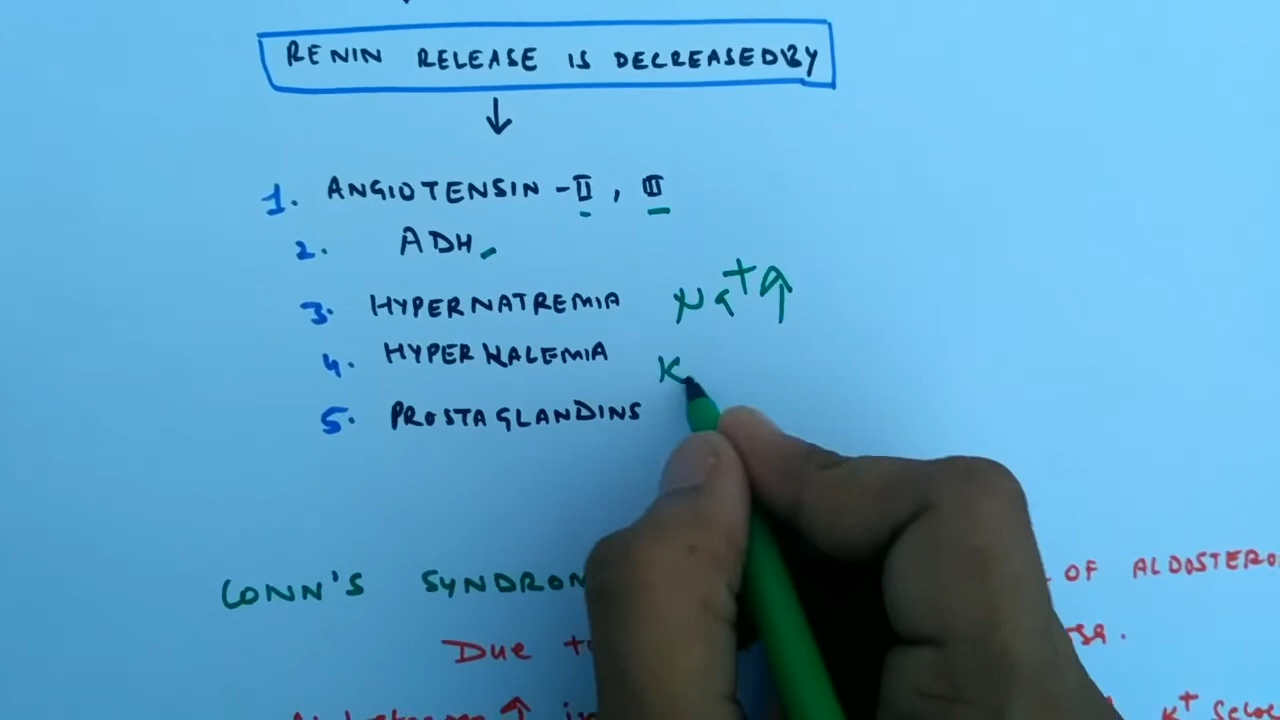 RENIN RELEASE IS DECREASED BY
↓
1. ANGIOTENSIN - II , III
2. ADH
3. HYPERNATREMIA Na+ ↑
4. HYPERKALEMIA K
5. PROSTAGLANDINS
CONN'S SYNDROM OF ALDOSTERO
Due t
↑ in K+